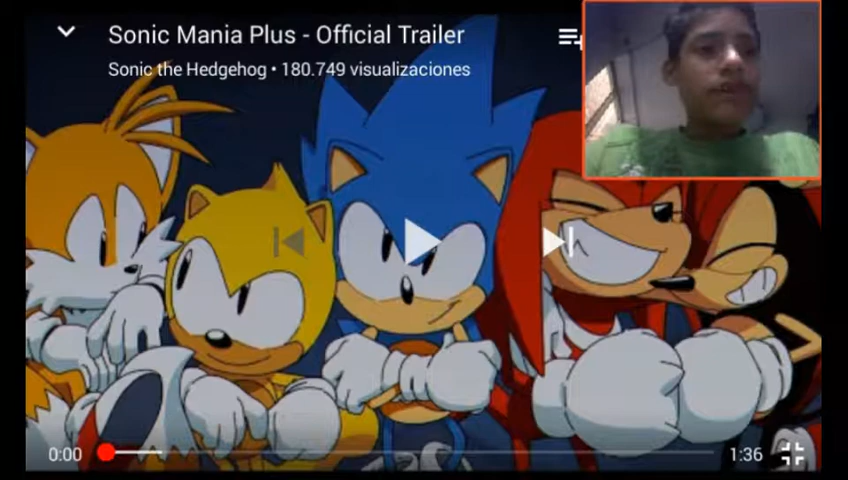 Sonic Mania Plus - Official Trailer
Sonic the Hedgehog • 180.749 visualizaciones
0:00
1:36